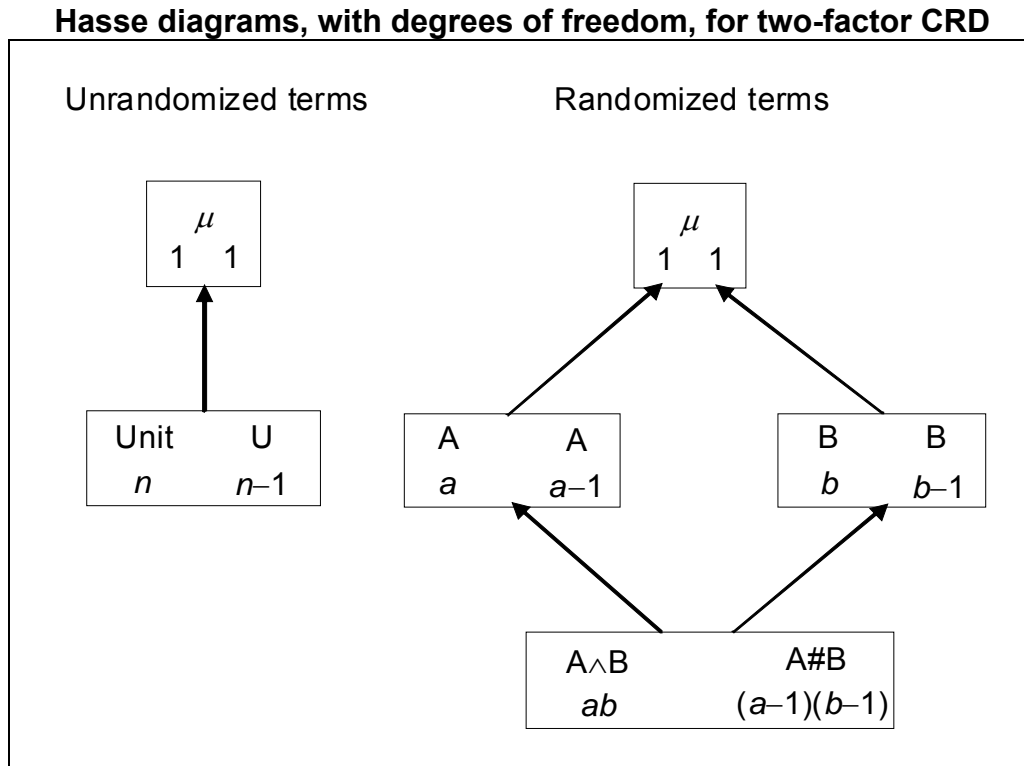 Hasse diagrams, with degrees of freedom, for two-factor CRD
Unrandomized terms
μ
1 1
Unit U
n n−1
Randomized terms
μ
1 1
A A
a a−1
B B
b b−1
A∧B A#B
ab (a−1)(b−1)